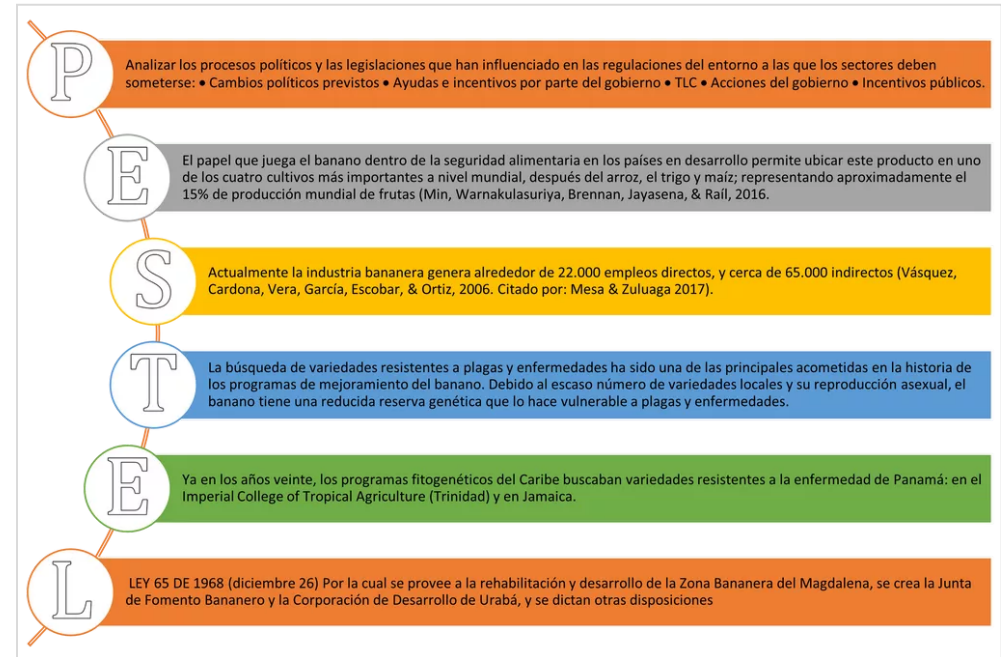 P
Analizar los procesos políticos y las legislaciones que han influenciado en las regulaciones del entorno a las que los sectores deben
someterse: • Cambios políticos previstos • Ayudas e incentivos por parte del gobierno • TLC • Acciones del gobierno • Incentivos públicos.
E
El papel que juega el banano dentro de la seguridad alimentaria en los países en desarrollo permite ubicar este producto en uno
de los cuatro cultivos más importantes a nivel mundial, después del arroz, el trigo y maíz; representando aproximadamente el
15% de producción mundial de frutas (Min, Warnakulasuriya, Brennan, Jayasena, & Raíl, 2016.
S
Actualmente la industria bananera genera alrededor de 22.000 empleos directos, y cerca de 65.000 indirectos (Vásquez,
Cardona, Vera, García, Escobar, & Ortiz, 2006. Citado por: Mesa & Zuluaga 2017).
T
La búsqueda de variedades resistentes a plagas y enfermedades ha sido una de las principales acometidas en la historia de
los programas de mejoramiento del banano. Debido al escaso número de variedades locales y su reproducción asexual, el
banano tiene una reducida reserva genética que lo hace vulnerable a plagas y enfermedades.
E
Ya en los años veinte, los programas fitogenéticos del Caribe buscaban variedades resistentes a la enfermedad de Panamá: en el
Imperial College of Tropical Agriculture (Trinidad) y en Jamaica.
L
LEY 65 DE 1968 (diciembre 26) Por la cual se provee a la rehabilitación y desarrollo de la Zona Bananera del Magdalena, se crea la Junta
de Fomento Bananero y la Corporación de Desarrollo de Urabá, y se dictan otras disposiciones